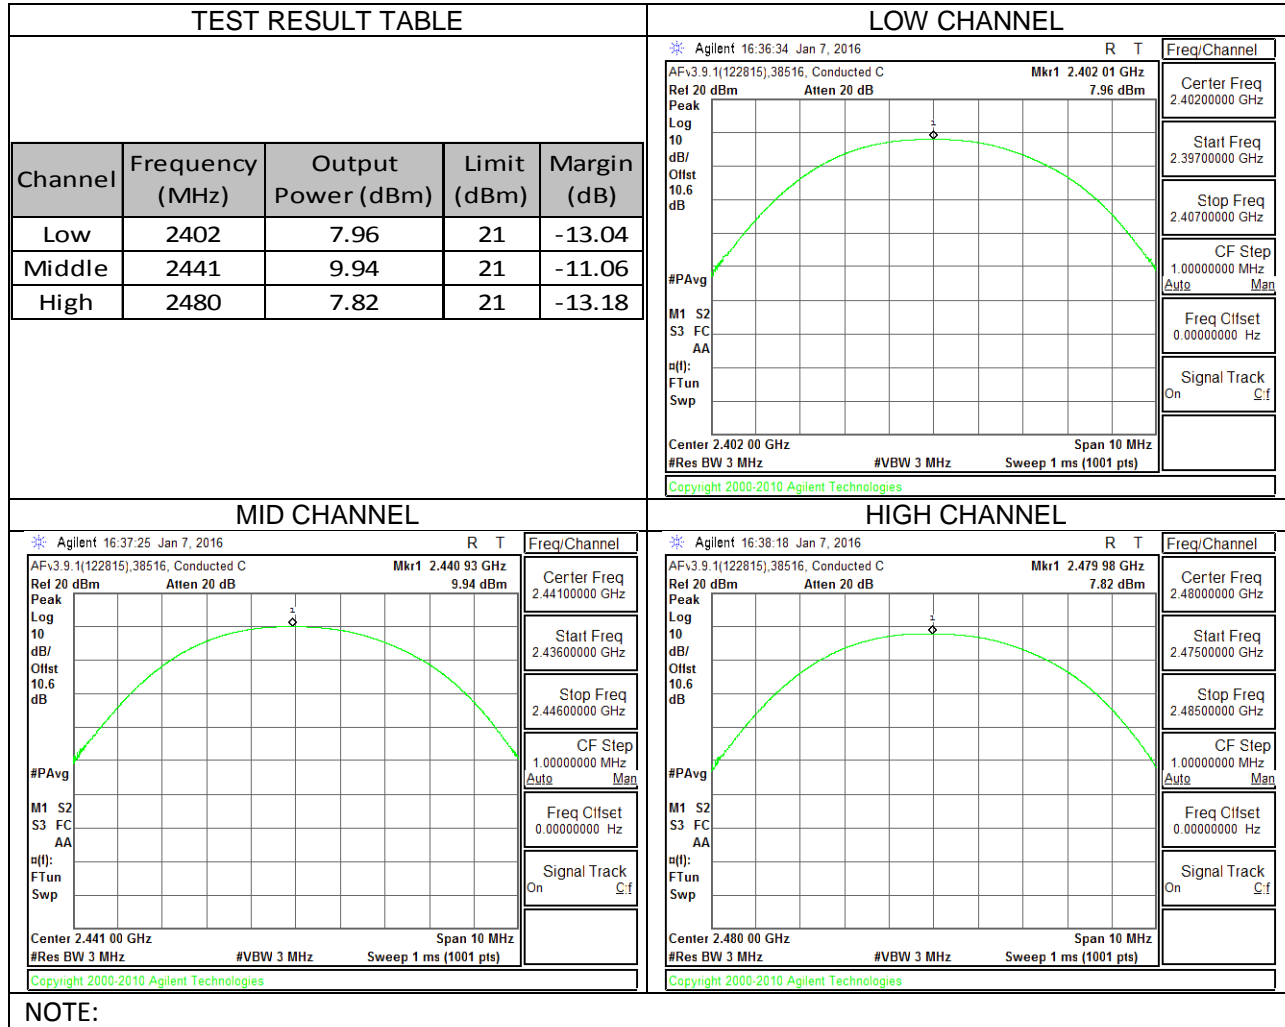 TEST RESULT TABLE
Channel Frequency (MHz) Output Power (dBm) Limit (dBm) Margin (dB)
Low 2402 7.96 21 -13.04
Middle 2441 9.94 21 -11.06
High 2480 7.82 21 -13.18
LOW CHANNEL
Agilent 16:36:34 Jan 7, 2016 R T
AFv3.9.1(122815),38516, Conducted C Mkr1 2.402 01 GHz
Ref 20 dBm Atten 20 dB 7.96 dBm
Peak
Log
10
dB/
Offst
10.6
dB
#PAvg
M1 S2
S3 FC
AA
¤(f):
FTun
Swp
1
Center 2.402 00 GHz Span 10 MHz
#Res BW 3 MHz #VBW 3 MHz Sweep 1 ms (1001 pts)
Copyright 2000-2010 Agilent Technologies
Freq/Channel
Center Freq
2.40200000 GHz
Start Freq
2.39700000 GHz
Stop Freq
2.40700000 GHz
CF Step
1.00000000 MHz
Auto Man
Freq Offset
0.00000000 Hz
Signal Track
On Off
MID CHANNEL
Agilent 16:37:25 Jan 7, 2016 R T
AFv3.9.1(122815),38516, Conducted C Mkr1 2.440 93 GHz
Ref 20 dBm Atten 20 dB 9.94 dBm
Peak
Log
10
dB/
Offst
10.6
dB
#PAvg
M1 S2
S3 FC
AA
¤(f):
FTun
Swp
1
Center 2.441 00 GHz Span 10 MHz
#Res BW 3 MHz #VBW 3 MHz Sweep 1 ms (1001 pts)
Copyright 2000-2010 Agilent Technologies
Freq/Channel
Center Freq
2.44100000 GHz
Start Freq
2.43600000 GHz
Stop Freq
2.44600000 GHz
CF Step
1.00000000 MHz
Auto Man
Freq Offset
0.00000000 Hz
Signal Track
On Off
HIGH CHANNEL
Agilent 16:38:18 Jan 7, 2016 R T
AFv3.9.1(122815),38516, Conducted C Mkr1 2.479 98 GHz
Ref 20 dBm Atten 20 dB 7.82 dBm
Peak
Log
10
dB/
Offst
10.6
dB
#PAvg
M1 S2
S3 FC
AA
¤(f):
FTun
Swp
1
Center 2.480 00 GHz Span 10 MHz
#Res BW 3 MHz #VBW 3 MHz Sweep 1 ms (1001 pts)
Copyright 2000-2010 Agilent Technologies
Freq/Channel
Center Freq
2.48000000 GHz
Start Freq
2.47500000 GHz
Stop Freq
2.48500000 GHz
CF Step
1.00000000 MHz
Auto Man
Freq Offset
0.00000000 Hz
Signal Track
On Off
NOTE: